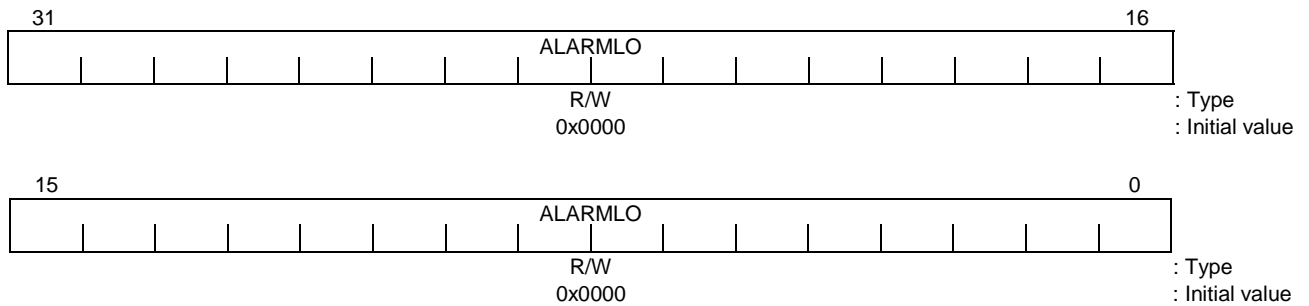 31 16
ALARMLO
R/W : Type
0x0000 : Initial value
15 0
ALARMLO
R/W : Type
0x0000 : Initial value